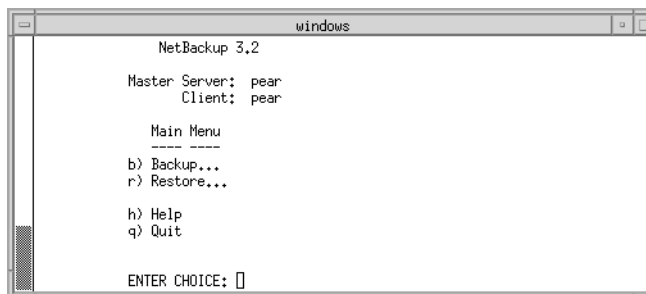 windows
NetBackup 3.2
Master Server: pear
Client: pear
Main Menu
---- ----
b) Backup...
r) Restore...
h) Help
q) Quit
ENTER CHOICE: